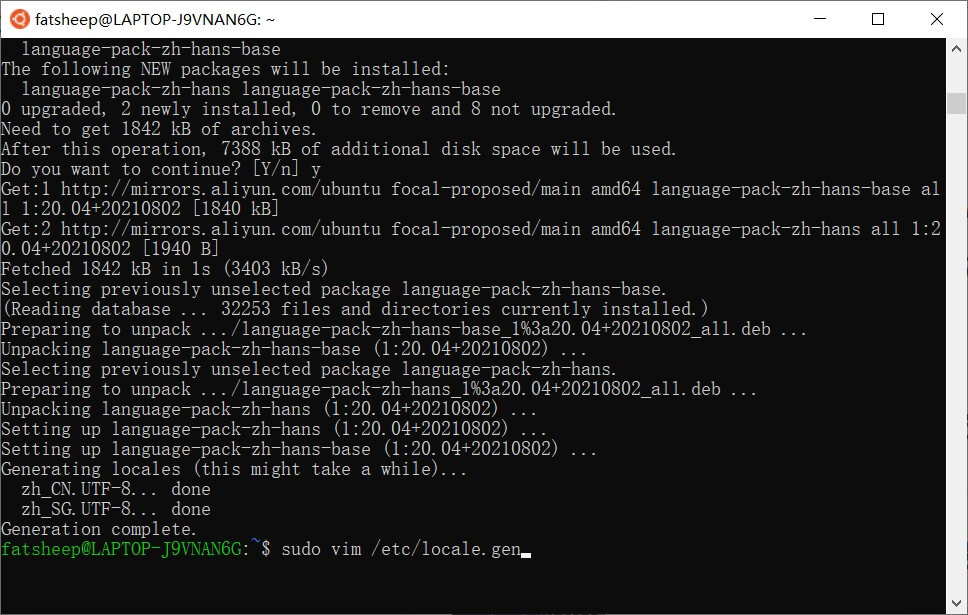 fatsheep@LAPTOP-J9VNAN6G: ~
language-pack-zh-hans-base
The following NEW packages will be installed:
language-pack-zh-hans language-pack-zh-hans-base
0 upgraded, 2 newly installed, 0 to remove and 8 not upgraded.
Need to get 1842 kB of archives.
After this operation, 7388 kB of additional disk space will be used.
Do you want to continue? [Y/n] y
Get:1 http://mirrors.aliyun.com/ubuntu focal-proposed/main amd64 language-pack-zh-hans-base al
l 1:20.04+20210802 [1840 kB]
Get:2 http://mirrors.aliyun.com/ubuntu focal-proposed/main amd64 language-pack-zh-hans all 1:2
0.04+20210802 [1940 B]
Fetched 1842 kB in 1s (3403 kB/s)
Selecting previously unselected package language-pack-zh-hans-base.
(Reading database ... 32253 files and directories currently installed.)
Preparing to unpack .../language-pack-zh-hans-base_1%3a20.04+20210802_all.deb ...
Unpacking language-pack-zh-hans-base (1:20.04+20210802) ...
Selecting previously unselected package language-pack-zh-hans.
Preparing to unpack .../language-pack-zh-hans_1%3a20.04+20210802_all.deb ...
Unpacking language-pack-zh-hans (1:20.04+20210802) ...
Setting up language-pack-zh-hans (1:20.04+20210802) ...
Setting up language-pack-zh-hans-base (1:20.04+20210802) ...
Generating locales (this might take a while)...
zh_CN.UTF-8... done
zh_SG.UTF-8... done
Generation complete.
fatsheep@LAPTOP-J9VNAN6G:~$ sudo vim /etc/locale.gen